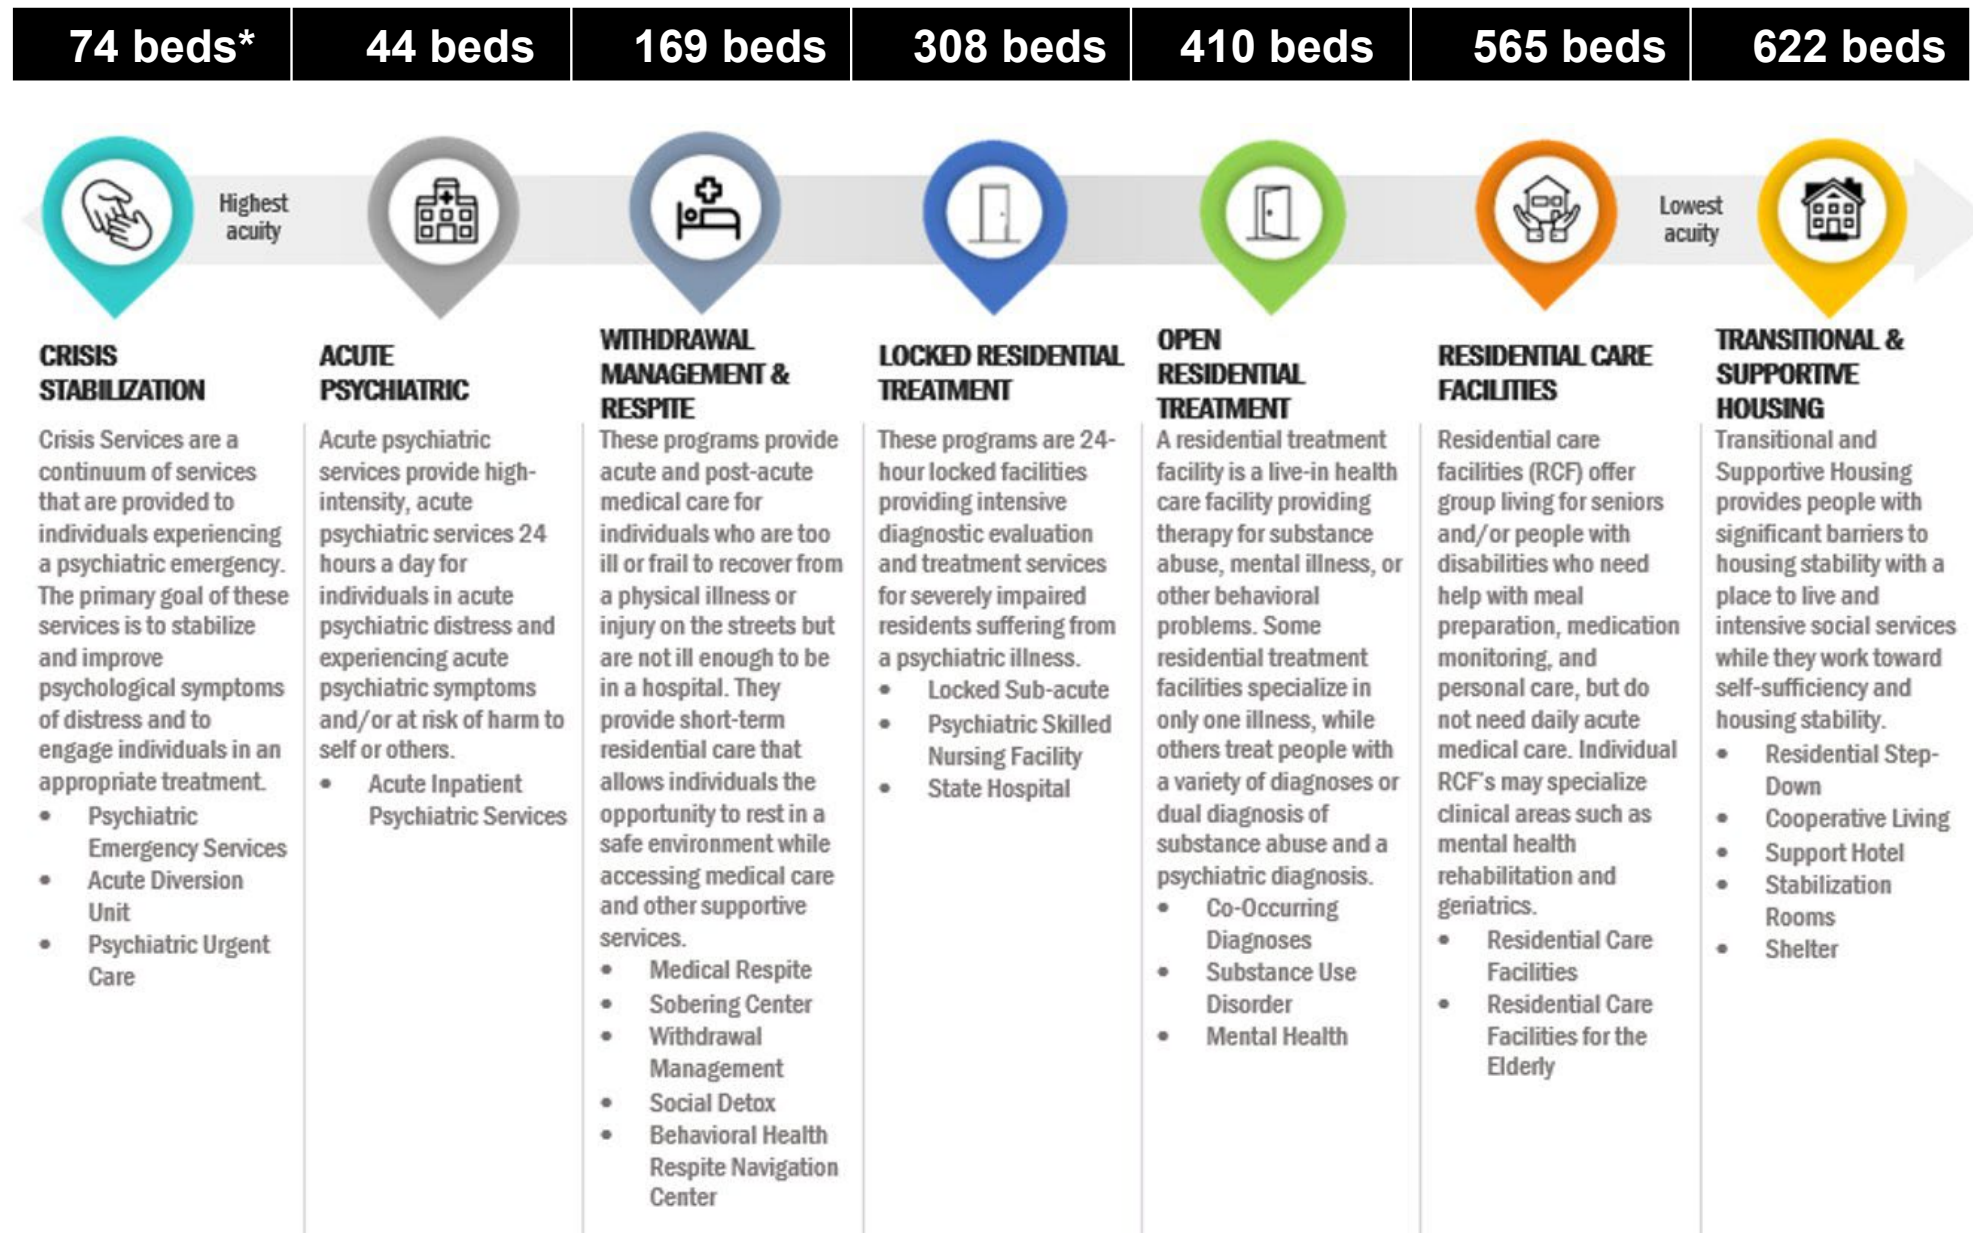 74 beds*
44 beds
169 beds
308 beds
410 beds
565 beds
622 beds
Highest
acuity
Lowest
acuity
CRISIS
STABILIZATION
Crisis Services are a
continuum of services
that are provided to
individuals experiencing
a psychiatric emergency.
The primary goal of these
services is to stabilize
and improve
psychological symptoms
of distress and to
engage individuals in an
appropriate treatment.
• Psychiatric
Emergency Services
• Acute Diversion
Unit
• Psychiatric Urgent
Care
ACUTE
PSYCHIATRIC
Acute psychiatric
services provide high-
intensity, acute
psychiatric services 24
hours a day for
individuals in acute
psychiatric distress and
experiencing acute
psychiatric symptoms
and/or at risk of harm to
self or others.
• Acute Inpatient
Psychiatric Services
WITHDRAWAL
MANAGEMENT &
RESPITE
These programs provide
acute and post-acute
medical care for
individuals who are too
ill or frail to recover from
a physical illness or
injury on the streets but
are not ill enough to be
in a hospital. They
provide short-term
residential care that
allows individuals the
opportunity to rest in a
safe environment while
accessing medical care
and other supportive
services.
• Medical Respite
• Sobering Center
• Withdrawal
Management
• Social Detox
• Behavioral Health
Respite Navigation
Center
LOCKED RESIDENTIAL
TREATMENT
These programs are 24-
hour locked facilities
providing intensive
diagnostic evaluation
and treatment services
for severely impaired
residents suffering from
a psychiatric illness.
• Locked Sub-acute
• Psychiatric Skilled
Nursing Facility
• State Hospital
OPEN
RESIDENTIAL
TREATMENT
A residential treatment
facility is a live-in health
care facility providing
therapy for substance
abuse, mental illness, or
other behavioral
problems. Some
residential treatment
facilities specialize in
only one illness, while
others treat people with
a variety of diagnoses or
dual diagnosis of
substance abuse and a
psychiatric diagnosis.
• Co-Occurring
Diagnoses
• Substance Use
Disorder
• Mental Health
RESIDENTIAL CARE
FACILITIES
Residential care
facilities (RCF) offer
group living for seniors
and/or people with
disabilities who need
help with meal
preparation, medication
monitoring, and
personal care, but do
not need daily acute
medical care. Individual
RCF's may specialize
clinical areas such as
mental health
rehabilitation and
geriatrics.
• Residential Care
Facilities
• Residential Care
Facilities for the
Elderly
TRANSITIONAL &
SUPPORTIVE
HOUSING
Transitional and
Supportive Housing
provides people with
significant barriers to
housing stability with a
place to live and
intensive social services
while they work toward
self-sufficiency and
housing stability.
• Residential Step-
Down
• Cooperative Living
• Support Hotel
• Stabilization
Rooms
• Shelter